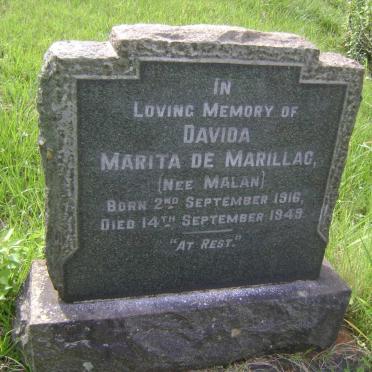 IN
LOVING MEMORY OF
DAVIDA
MARITA DE MARILLAC,
(NEE MALAN)
BORN 2ND SEPTEMBER 1916,
DIED 14TH SEPTEMBER 1949.
"AT REST."